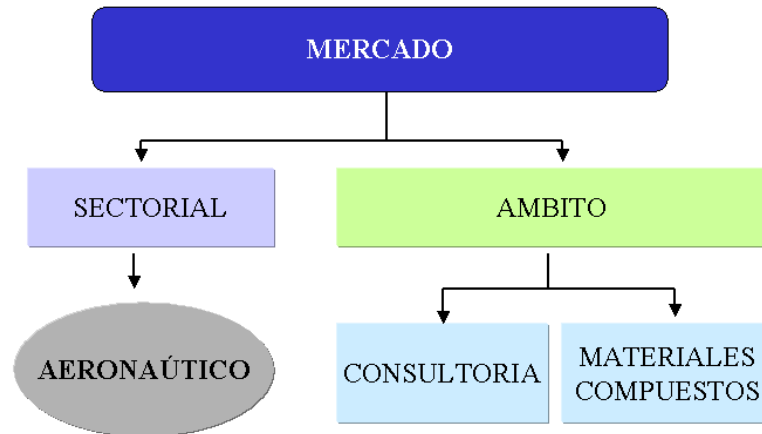 MERCADO
SECTORIAL
AMBITO
AERONAÚTICO
CONSULTORIA
MATERIALES
COMPUESTOS